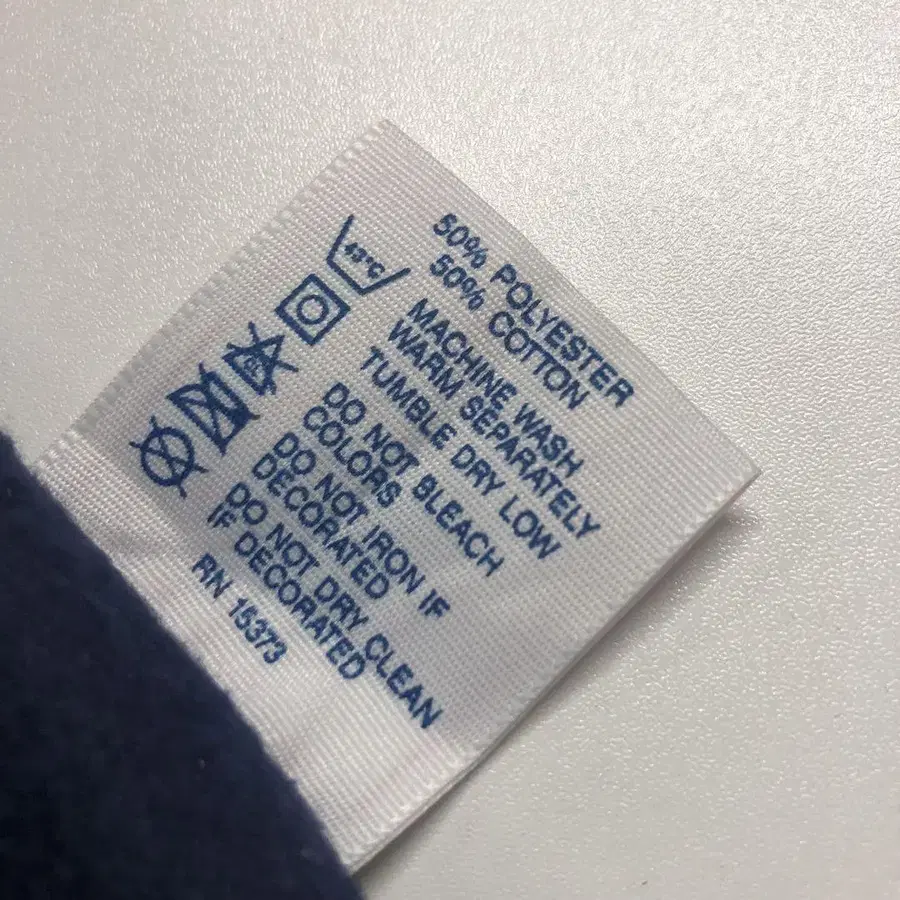 50% POLYESTER
50% COTTON
MACHINE WASH
WARM SEPARATELY
TUMBLE DRY LOW
DO NOT BLEACH
COLORS
DO NOT IRON IF
DECORATED
DO NOT DRY CLEAN
IF DECORATED
RN 15373
43°C